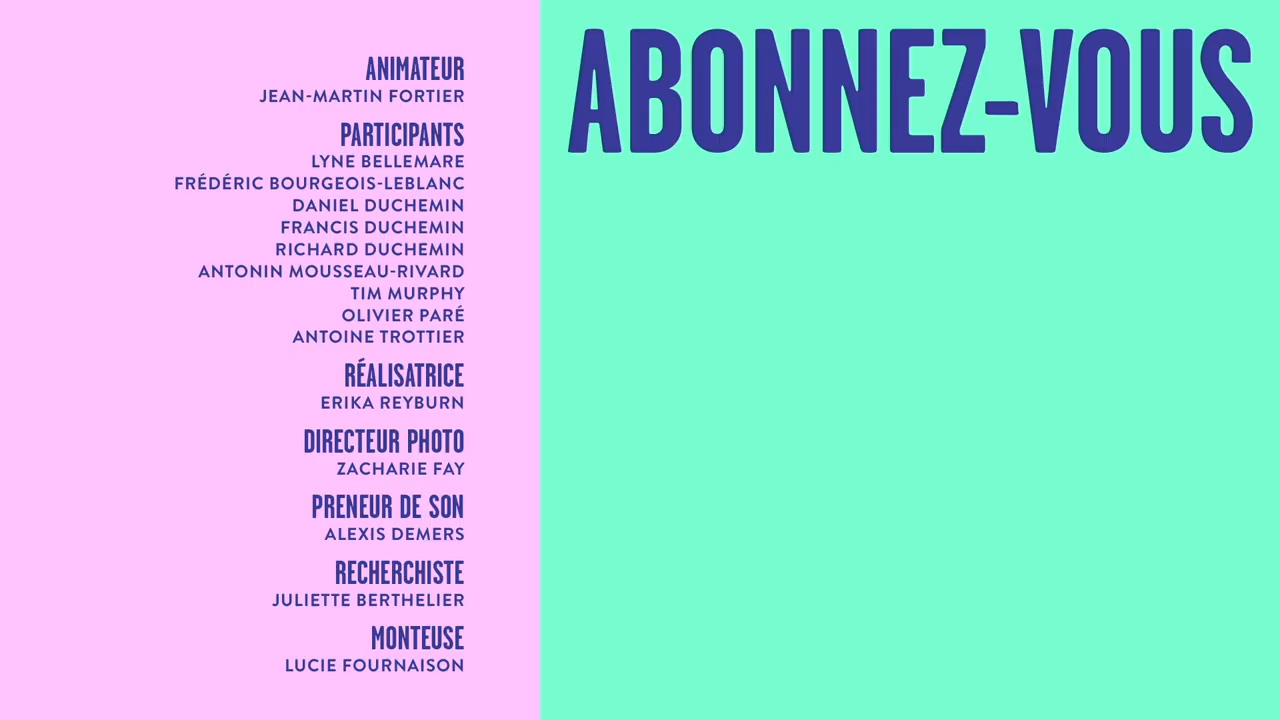 ANIMATEUR
JEAN-MARTIN FORTIER
PARTICIPANTS
LYNE BELLEMARE
FRÉDÉRIC BOURGEOIS-LEBLANC
DANIEL DUCHEMIN
FRANCIS DUCHEMIN
RICHARD DUCHEMIN
ANTONIN MOUSSEAU-RIVARD
TIM MURPHY
OLIVIER PARÉ
ANTOINE TROTTIER
RÉALISATRICE
ERIKA REYBURN
DIRECTEUR PHOTO
ZACHARIE FAY
PRENEUR DE SON
ALEXIS DEMERS
RECHERCHISTE
JULIETTE BERTHELIER
MONTEUSE
LUCIE FOURNAISON
ABONNEZ-VOUS